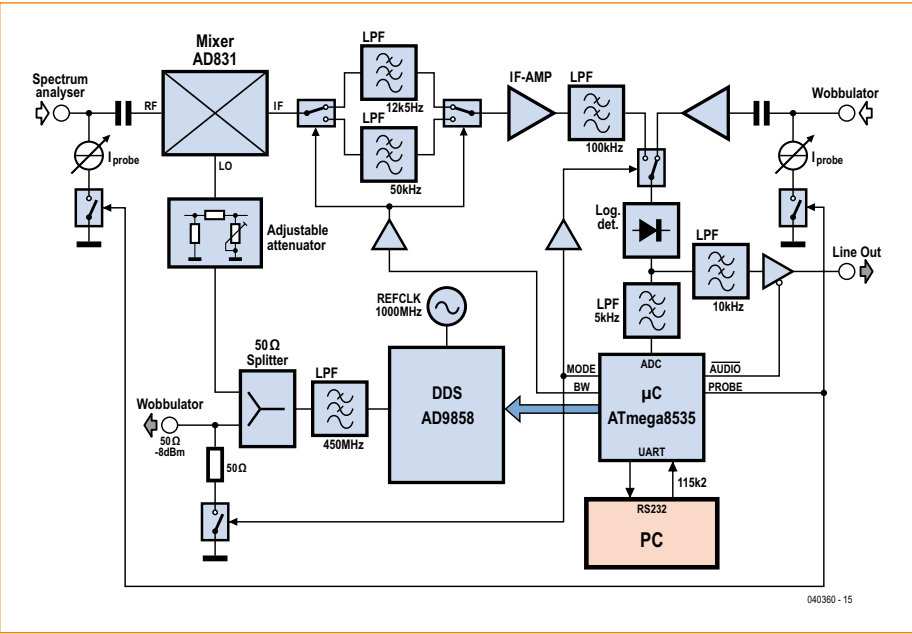 Mixer
AD831
LPF
12k5Hz
LPF
50kHz
IF-AMP
LPF
100kHz
Spectrum
analyser
RF
IF
LO
Iprobe
Wobbulator
Iprobe
Adjustable
attenuator
Log.
det.
LPF
10kHz
Line Out
LPF
5kHz
REFCLK
1000MHz
50Ω
Splitter
LPF
450MHz
DDS
AD9858
MODE
BW
ADC
µC
ATmega8535
UART
AUDIO
PROBE
Wobbulator
50Ω
-8dBm
50Ω
115k2
RS232
PC
040360 - 15